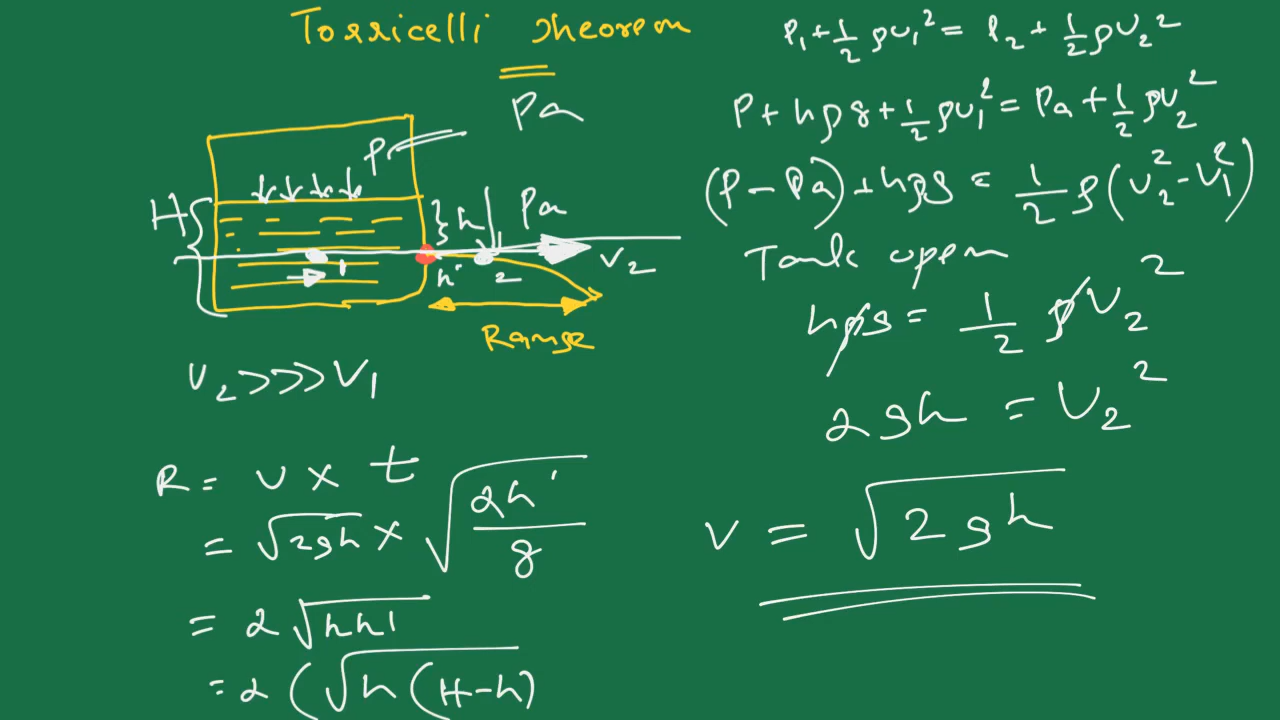 Torricelli Theorem
Pa
P
H
h
Pa
1
h'
2
V₂
Range
V₂ >>> V₁
R = v × t
= √2gh × √(2h'/g)
= 2 √hh'
= 2 (√h(H-h)
P₁ + 1/2 ρv₁² = P₂ + 1/2 ρv₂²
P + hρg + 1/2 ρv₁² = Pa + 1/2 ρv₂²
(P - Pa) + hρg = 1/2 ρ(v₂² - v₁²)
Tank open
hρg = 1/2 ρv₂²
2gh = v₂²
v = √2gh